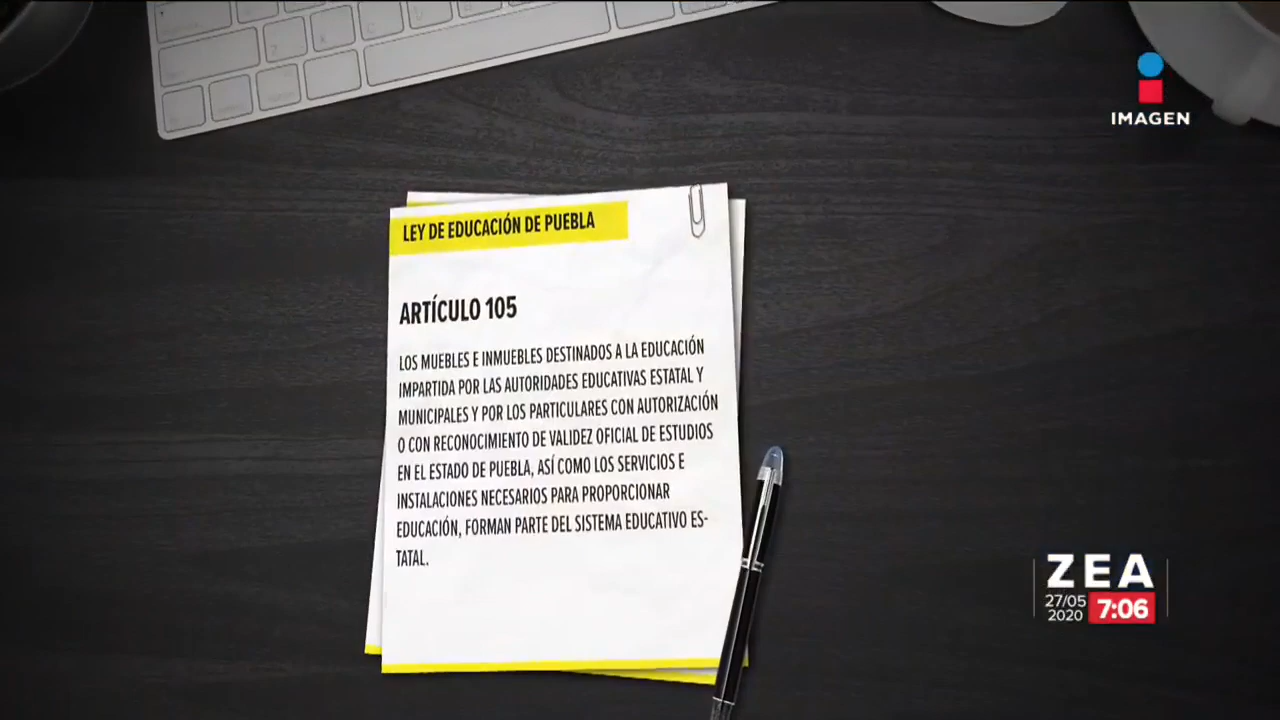 IMAGEN
LEY DE EDUCACIÓN DE PUEBLA
ARTÍCULO 105
LOS MUEBLES E INMUEBLES DESTINADOS A LA EDUCACIÓN
IMPARTIDA POR LAS AUTORIDADES EDUCATIVAS ESTATAL Y
MUNICIPALES Y POR LOS PARTICULARES CON AUTORIZACIÓN
O CON RECONOCIMIENTO DE VALIDEZ OFICIAL DE ESTUDIOS
EN EL ESTADO DE PUEBLA, ASÍ COMO LOS SERVICIOS E
INSTALACIONES NECESARIOS PARA PROPORCIONAR
EDUCACIÓN, FORMAN PARTE DEL SISTEMA EDUCATIVO ES-
TATAL.
ZEA
27/05
2020
7:06